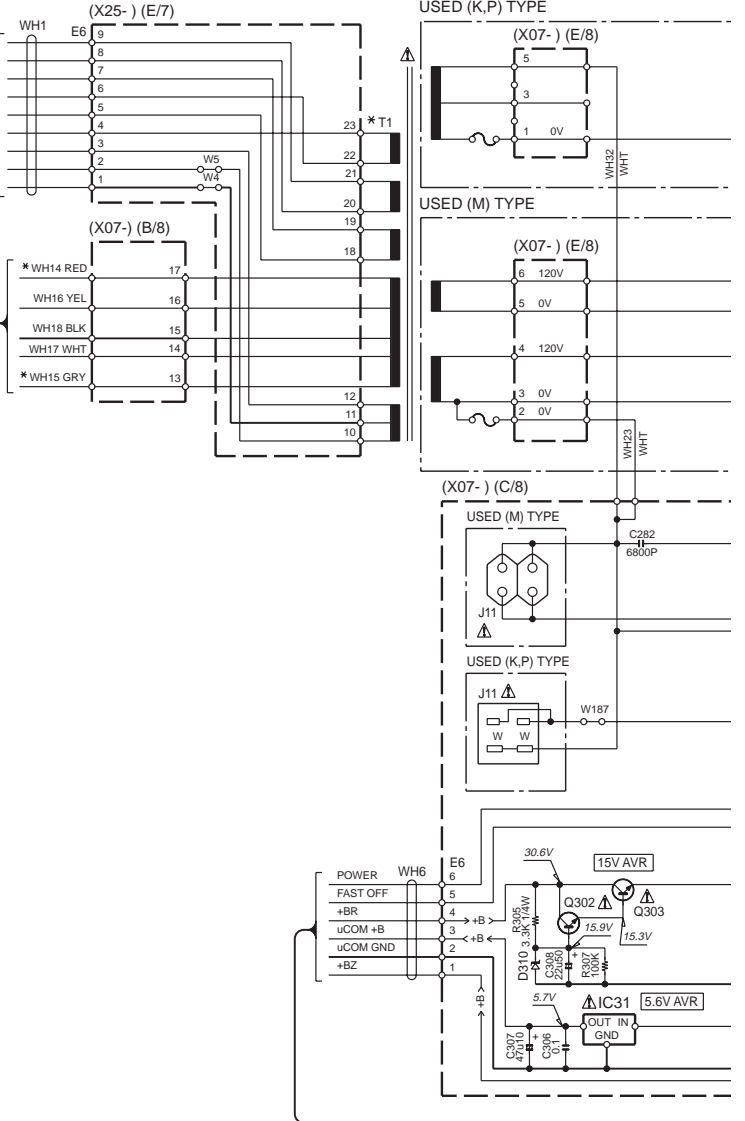 (X25- ) (E/7)
WH1
E6
9
8
7
6
5
4
3
2
1
W5
W4
23
22
21
20
19
18
12
11
10
* T1
(X07-) (B/8)
* WH14 RED
17
WH16 YEL
16
WH18 BLK
15
WH17 WHT
14
* WH15 GRY
13
USED (K,P) TYPE
(X07- ) (E/8)
5
3
1 0V
WH32
WHT
USED (M) TYPE
(X07- ) (E/8)
6 120V
5 0V
4 120V
3 0V
2 0V
WH23
WHT
(X07- ) (C/8)
USED (M) TYPE
J11
C282
6800P
USED (K,P) TYPE
J11
W W
W187
POWER
FAST OFF
+BR
uCOM +B
uCOM GND
+BZ
WH6
E6
6
5
4
3
2
1
+B
+B
+B
30.6V
15V AVR
R305
3.3K 1/4W
Q302
Q303
15.9V
15.3V
D310
C308
22u50
+
R307
100K
5.7V
IC31
5.6V AVR
OUT IN
GND
C307
47u10
+
C306
0.1